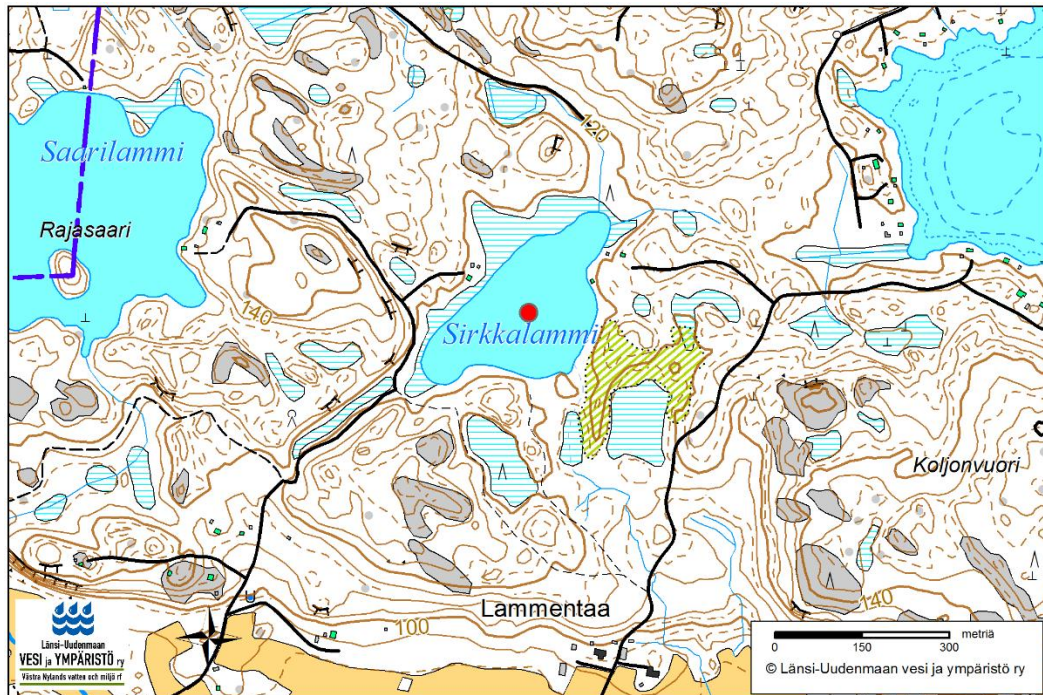 120
Saarilammi
Rajasaari
140
Sirkkalammi
Koljonvuori
Lammentaa
100
140
Länsi-Uudenmaan
VESI ja YMPÄRISTÖ ry
Västra Nylands vatten och miljö rf
metriä
0 150 300
© Länsi-Uudenmaan vesi ja ympäristö ry